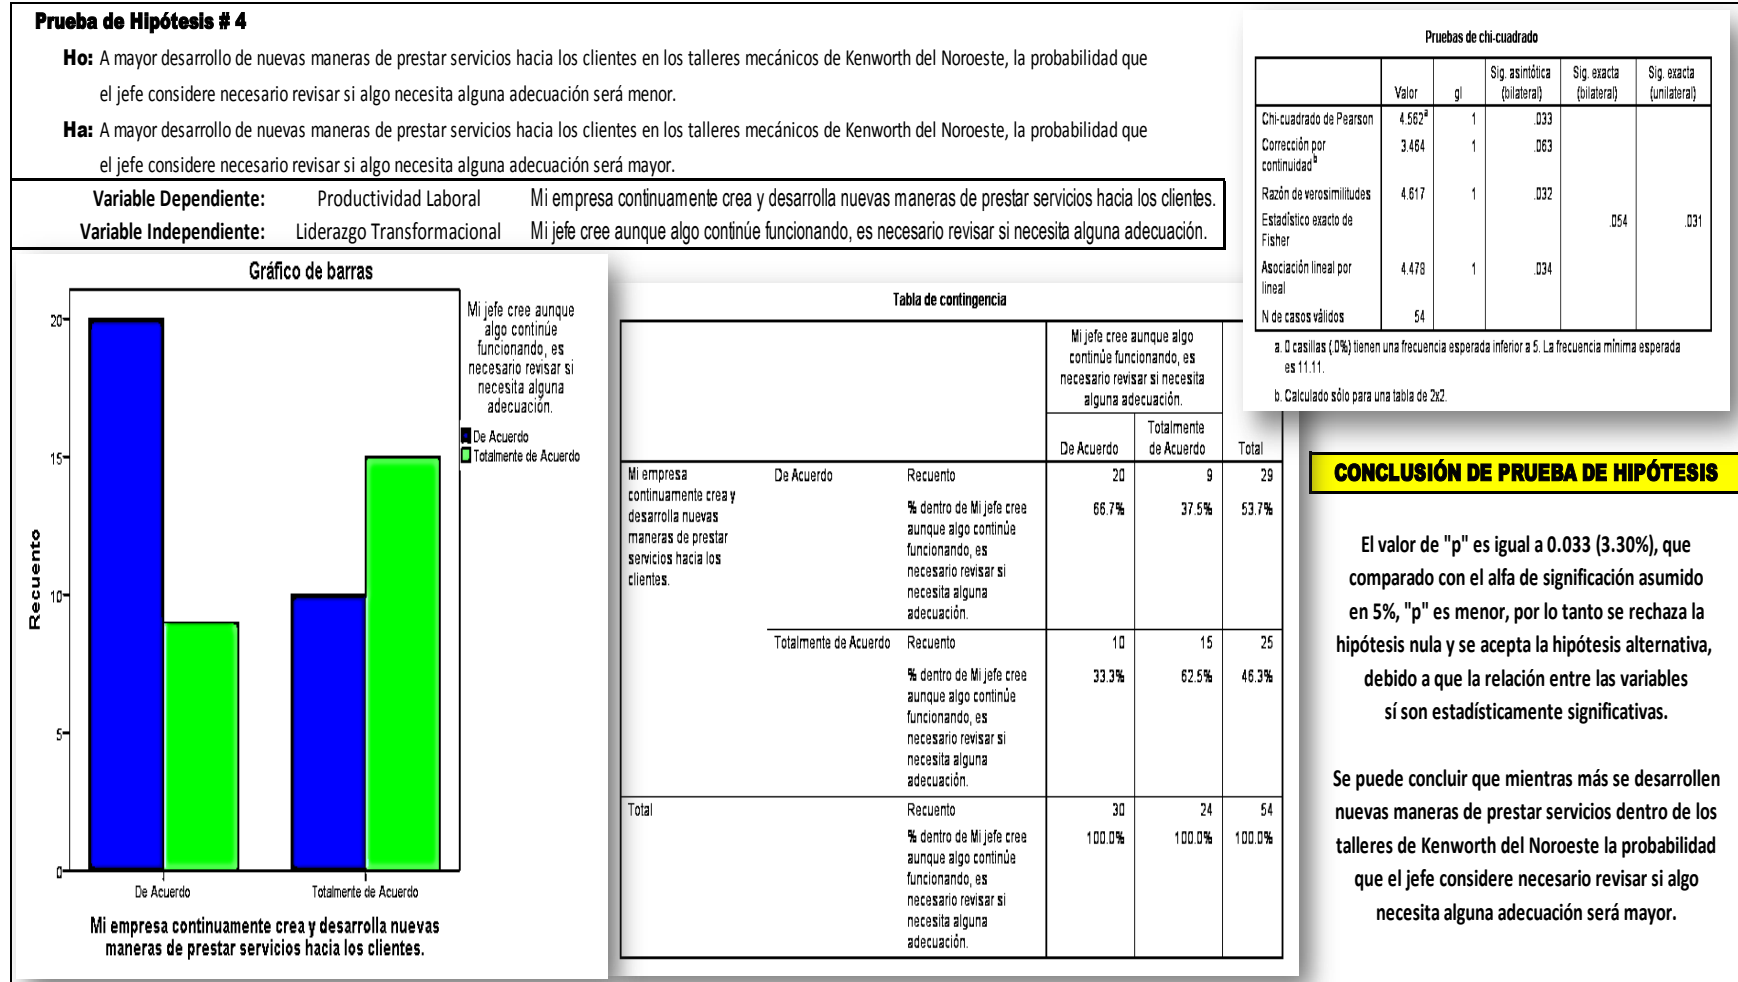 Prueba de Hipótesis # 4
Ho: A mayor desarrollo de nuevas maneras de prestar servicios hacia los clientes en los talleres mecánicos de Kenworth del Noroeste, la probabilidad que
el jefe considere necesario revisar si algo necesita alguna adecuación será menor.
Ha: A mayor desarrollo de nuevas maneras de prestar servicios hacia los clientes en los talleres mecánicos de Kenworth del Noroeste, la probabilidad que
el jefe considere necesario revisar si algo necesita alguna adecuación será mayor.
Variable Dependiente: Productividad Laboral Mi empresa continuamente crea y desarrolla nuevas maneras de prestar servicios hacia los clientes.
Variable Independiente: Liderazgo Transformacional Mi jefe cree aunque algo continúe funcionando, es necesario revisar si necesita alguna adecuación.
Pruebas de chi-cuadrado
Valor gl Sig. asintótica (bilateral) Sig. exacta (bilateral) Sig. exacta (unilateral)
Chi-cuadrado de Pearson 4.562a 1 .033
Corrección por
continuidadb 3.464 1 .063
Razón de verosimilitudes 4.617 1 .032
Estadístico exacto de
Fisher .054 .031
Asociación lineal por
lineal 4.478 1 .034
N de casos válidos 54
a. 0 casillas (.0%) tienen una frecuencia esperada inferior a 5. La frecuencia mínima esperada
es 11.11.
b. Calculado sólo para una tabla de 2x2.
Gráfico de barras
Recuento
20
15
10
5
0
De Acuerdo
Totalmente de Acuerdo
Mi empresa continuamente crea y desarrolla nuevas
maneras de prestar servicios hacia los clientes.
Mi jefe cree aunque
algo continúe
funcionando, es
necesario revisar si
necesita alguna
adecuación.
De Acuerdo
Totalmente de Acuerdo
Tabla de contingencia
Mi jefe cree aunque algo
continúe funcionando, es
necesario revisar si necesita
alguna adecuación.
De Acuerdo Totalmente de Acuerdo Total
Mi empresa
continuamente crea y
desarrolla nuevas
maneras de prestar
servicios hacia los
clientes.
De Acuerdo Recuento 20 9 29
% dentro de Mi jefe cree 66.7% 37.5% 53.7%
aunque algo continúe
funcionando, es
necesario revisar si
necesita alguna
adecuación.
Totalmente de Acuerdo Recuento 10 15 25
% dentro de Mi jefe cree 33.3% 62.5% 46.3%
aunque algo continúe
funcionando, es
necesario revisar si
necesita alguna
adecuación.
Total Recuento 30 24 54
% dentro de Mi jefe cree 100.0% 100.0% 100.0%
aunque algo continúe
funcionando, es
necesario revisar si
necesita alguna
adecuación.
CONCLUSIÓN DE PRUEBA DE HIPÓTESIS
El valor de "p" es igual a 0.033 (3.30%), que
comparado con el alfa de significación asumido
en 5%, "p" es menor, por lo tanto se rechaza la
hipótesis nula y se acepta la hipótesis alternativa,
debido a que la relación entre las variables
sí son estadísticamente significativas.
Se puede concluir que mientras más se desarrollen
nuevas maneras de prestar servicios dentro de los
talleres de Kenworth del Noroeste la probabilidad
que el jefe considere necesario revisar si algo
necesita alguna adecuación será mayor.